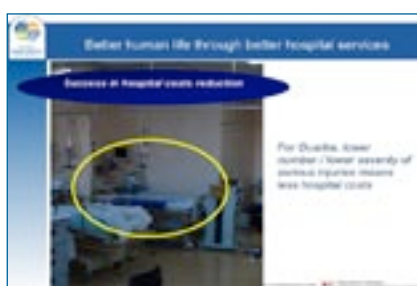 Better human life through better hospital services
Success in hospital costs reduction
For
lower
number / lower severity of
serious injuries means
less hospital costs